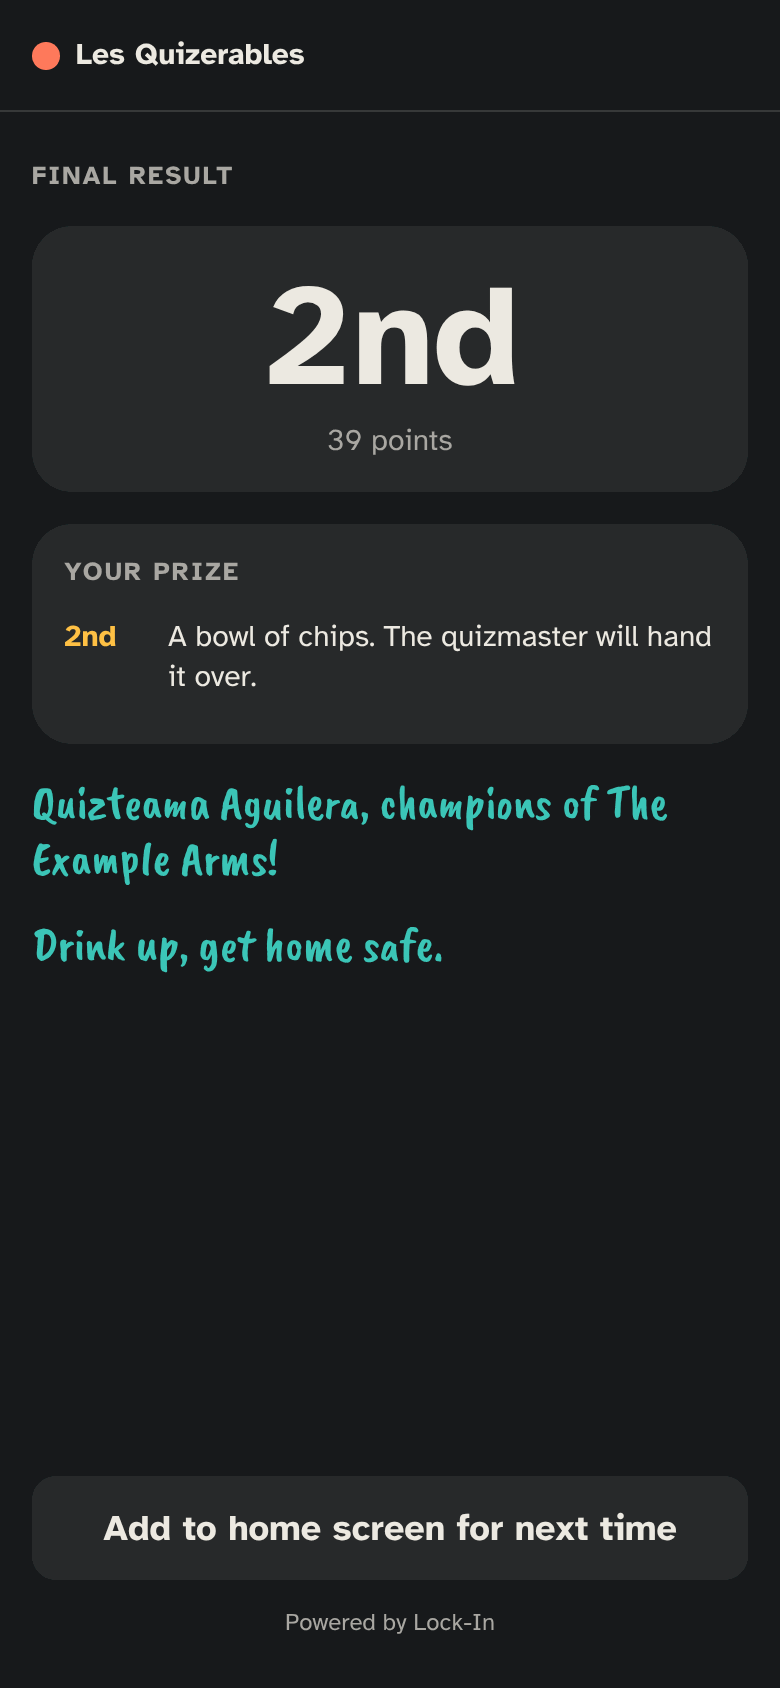 Les Quizerables
FINAL RESULT
2nd
39 points
YOUR PRIZE
2nd A bowl of chips. The quizmaster will hand
it over.
Quizteama Aguilera, champions of The
Example Arms!
Drink up, get home safe.
Add to home screen for next time
Powered by Lock-In